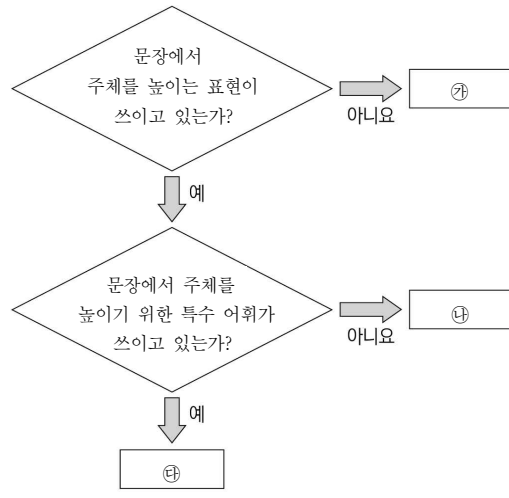 문장에서
주체를 높이는 표현이
쓰이고 있는가?
아니요
㉮
예
문장에서 주체를
높이기 위한 특수 어휘가
쓰이고 있는가?
아니요
㉯
예
㉰